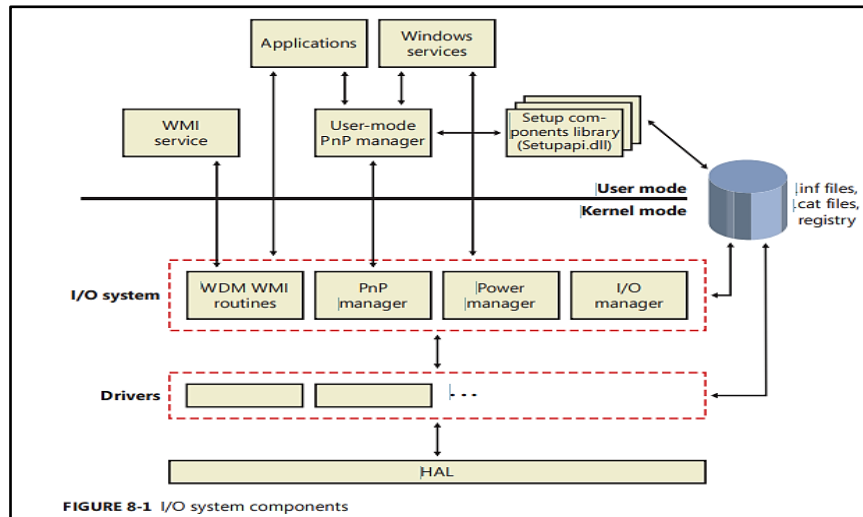 Applications
Windows
services
WMI
service
User-mode
PnP manager
Setup com-
ponents library
(Setupapi.dll)
User mode
Kernel mode
.inf files,
.cat files,
registry
I/O system
WDM WMI
routines
PnP
manager
Power
manager
I/O
manager
Drivers
- - -
HAL
FIGURE 8-1 I/O system components